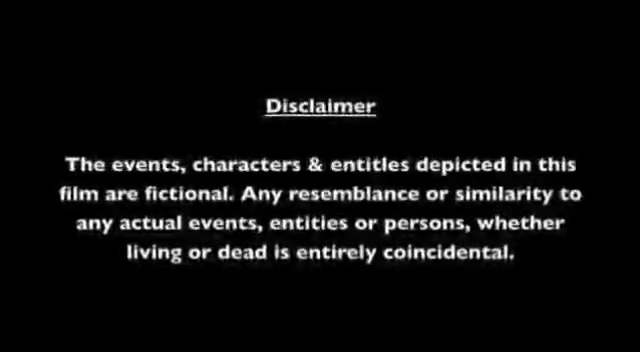 Disclaimer
The events, characters & entitles depicted in this
film are fictional. Any resemblance or similarity to
any actual events, entities or persons, whether
living or dead is entirely coincidental.